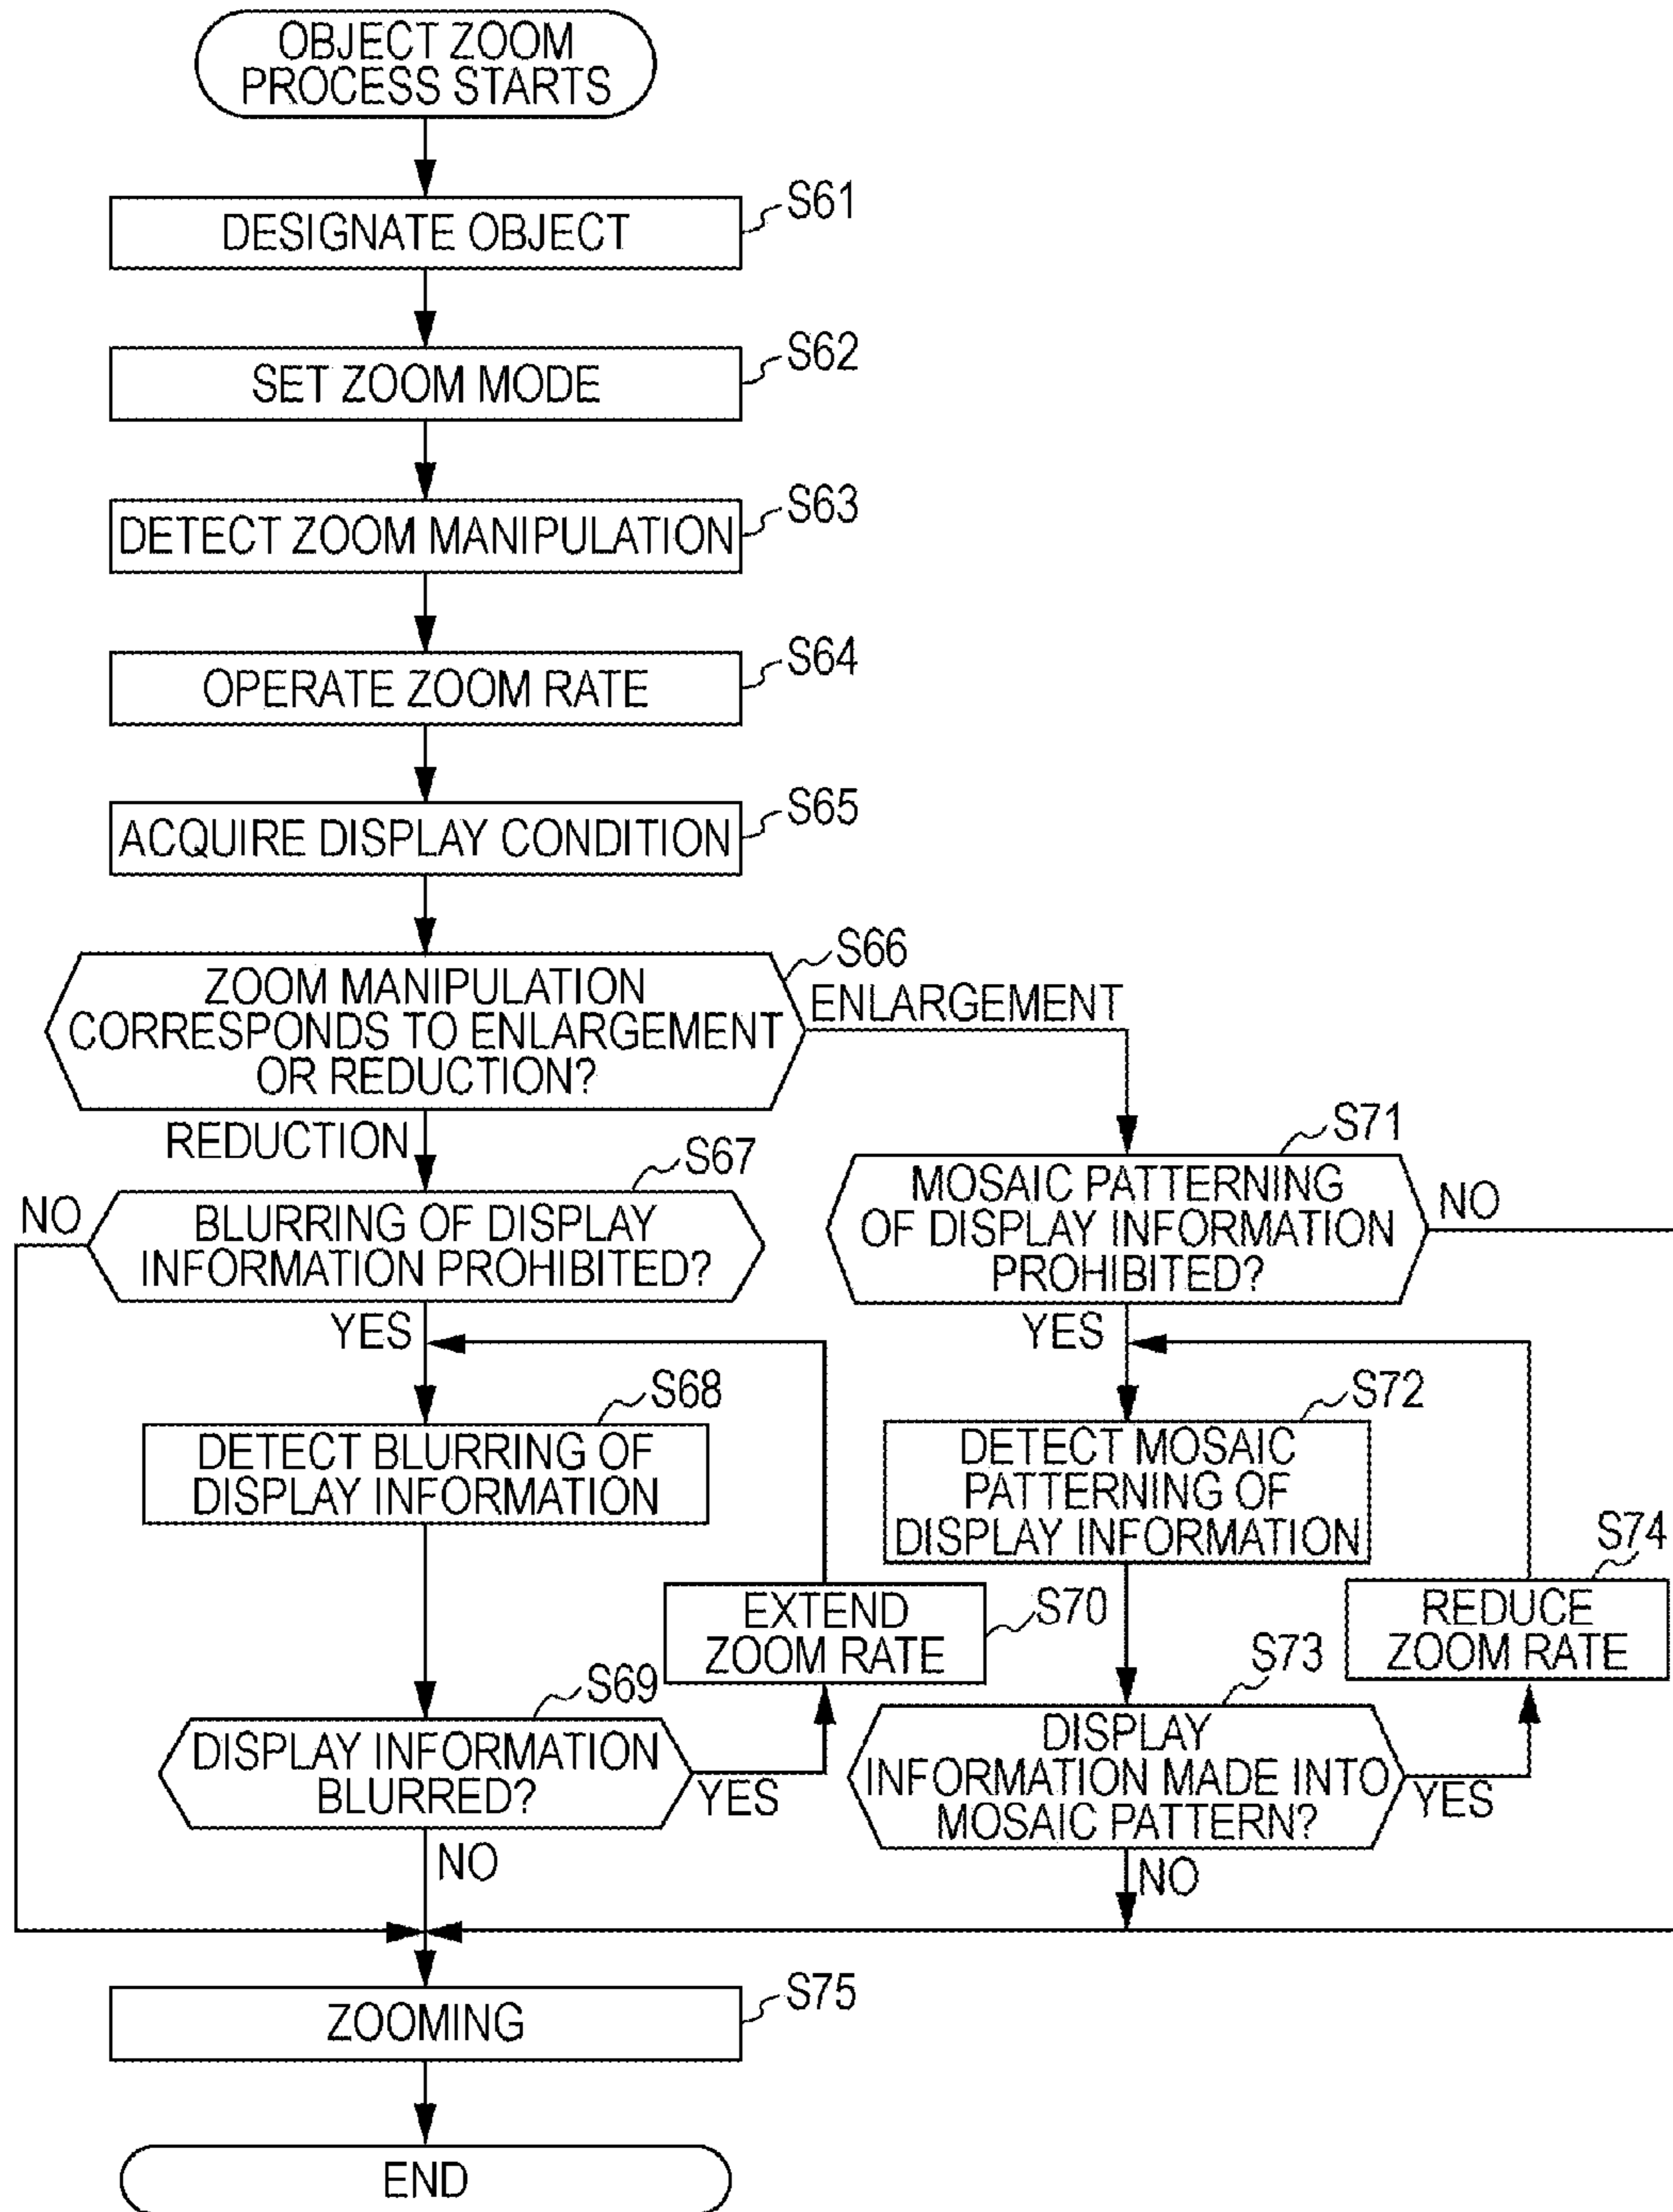 OBJECT ZOOM
PROCESS STARTS
S61
DESIGNATE OBJECT
S62
SET ZOOM MODE
S63
DETECT ZOOM MANIPULATION
S64
OPERATE ZOOM RATE
S65
ACQUIRE DISPLAY CONDITION
S66
ZOOM MANIPULATION
CORRESPONDS TO ENLARGEMENT
OR REDUCTION?
ENLARGEMENT
REDUCTION
S67
NO
BLURRING OF DISPLAY
INFORMATION PROHIBITED?
YES
S68
DETECT BLURRING OF
DISPLAY INFORMATION
S70
EXTEND
ZOOM RATE
S69
DISPLAY INFORMATION
BLURRED?
YES
NO
S71
MOSAIC PATTERNING
OF DISPLAY INFORMATION
PROHIBITED?
NO
YES
S72
DETECT MOSAIC
PATTERNING OF
DISPLAY INFORMATION
S74
REDUCE
ZOOM RATE
S73
DISPLAY
INFORMATION MADE INTO
MOSAIC PATTERN?
YES
NO
S75
ZOOMING
END